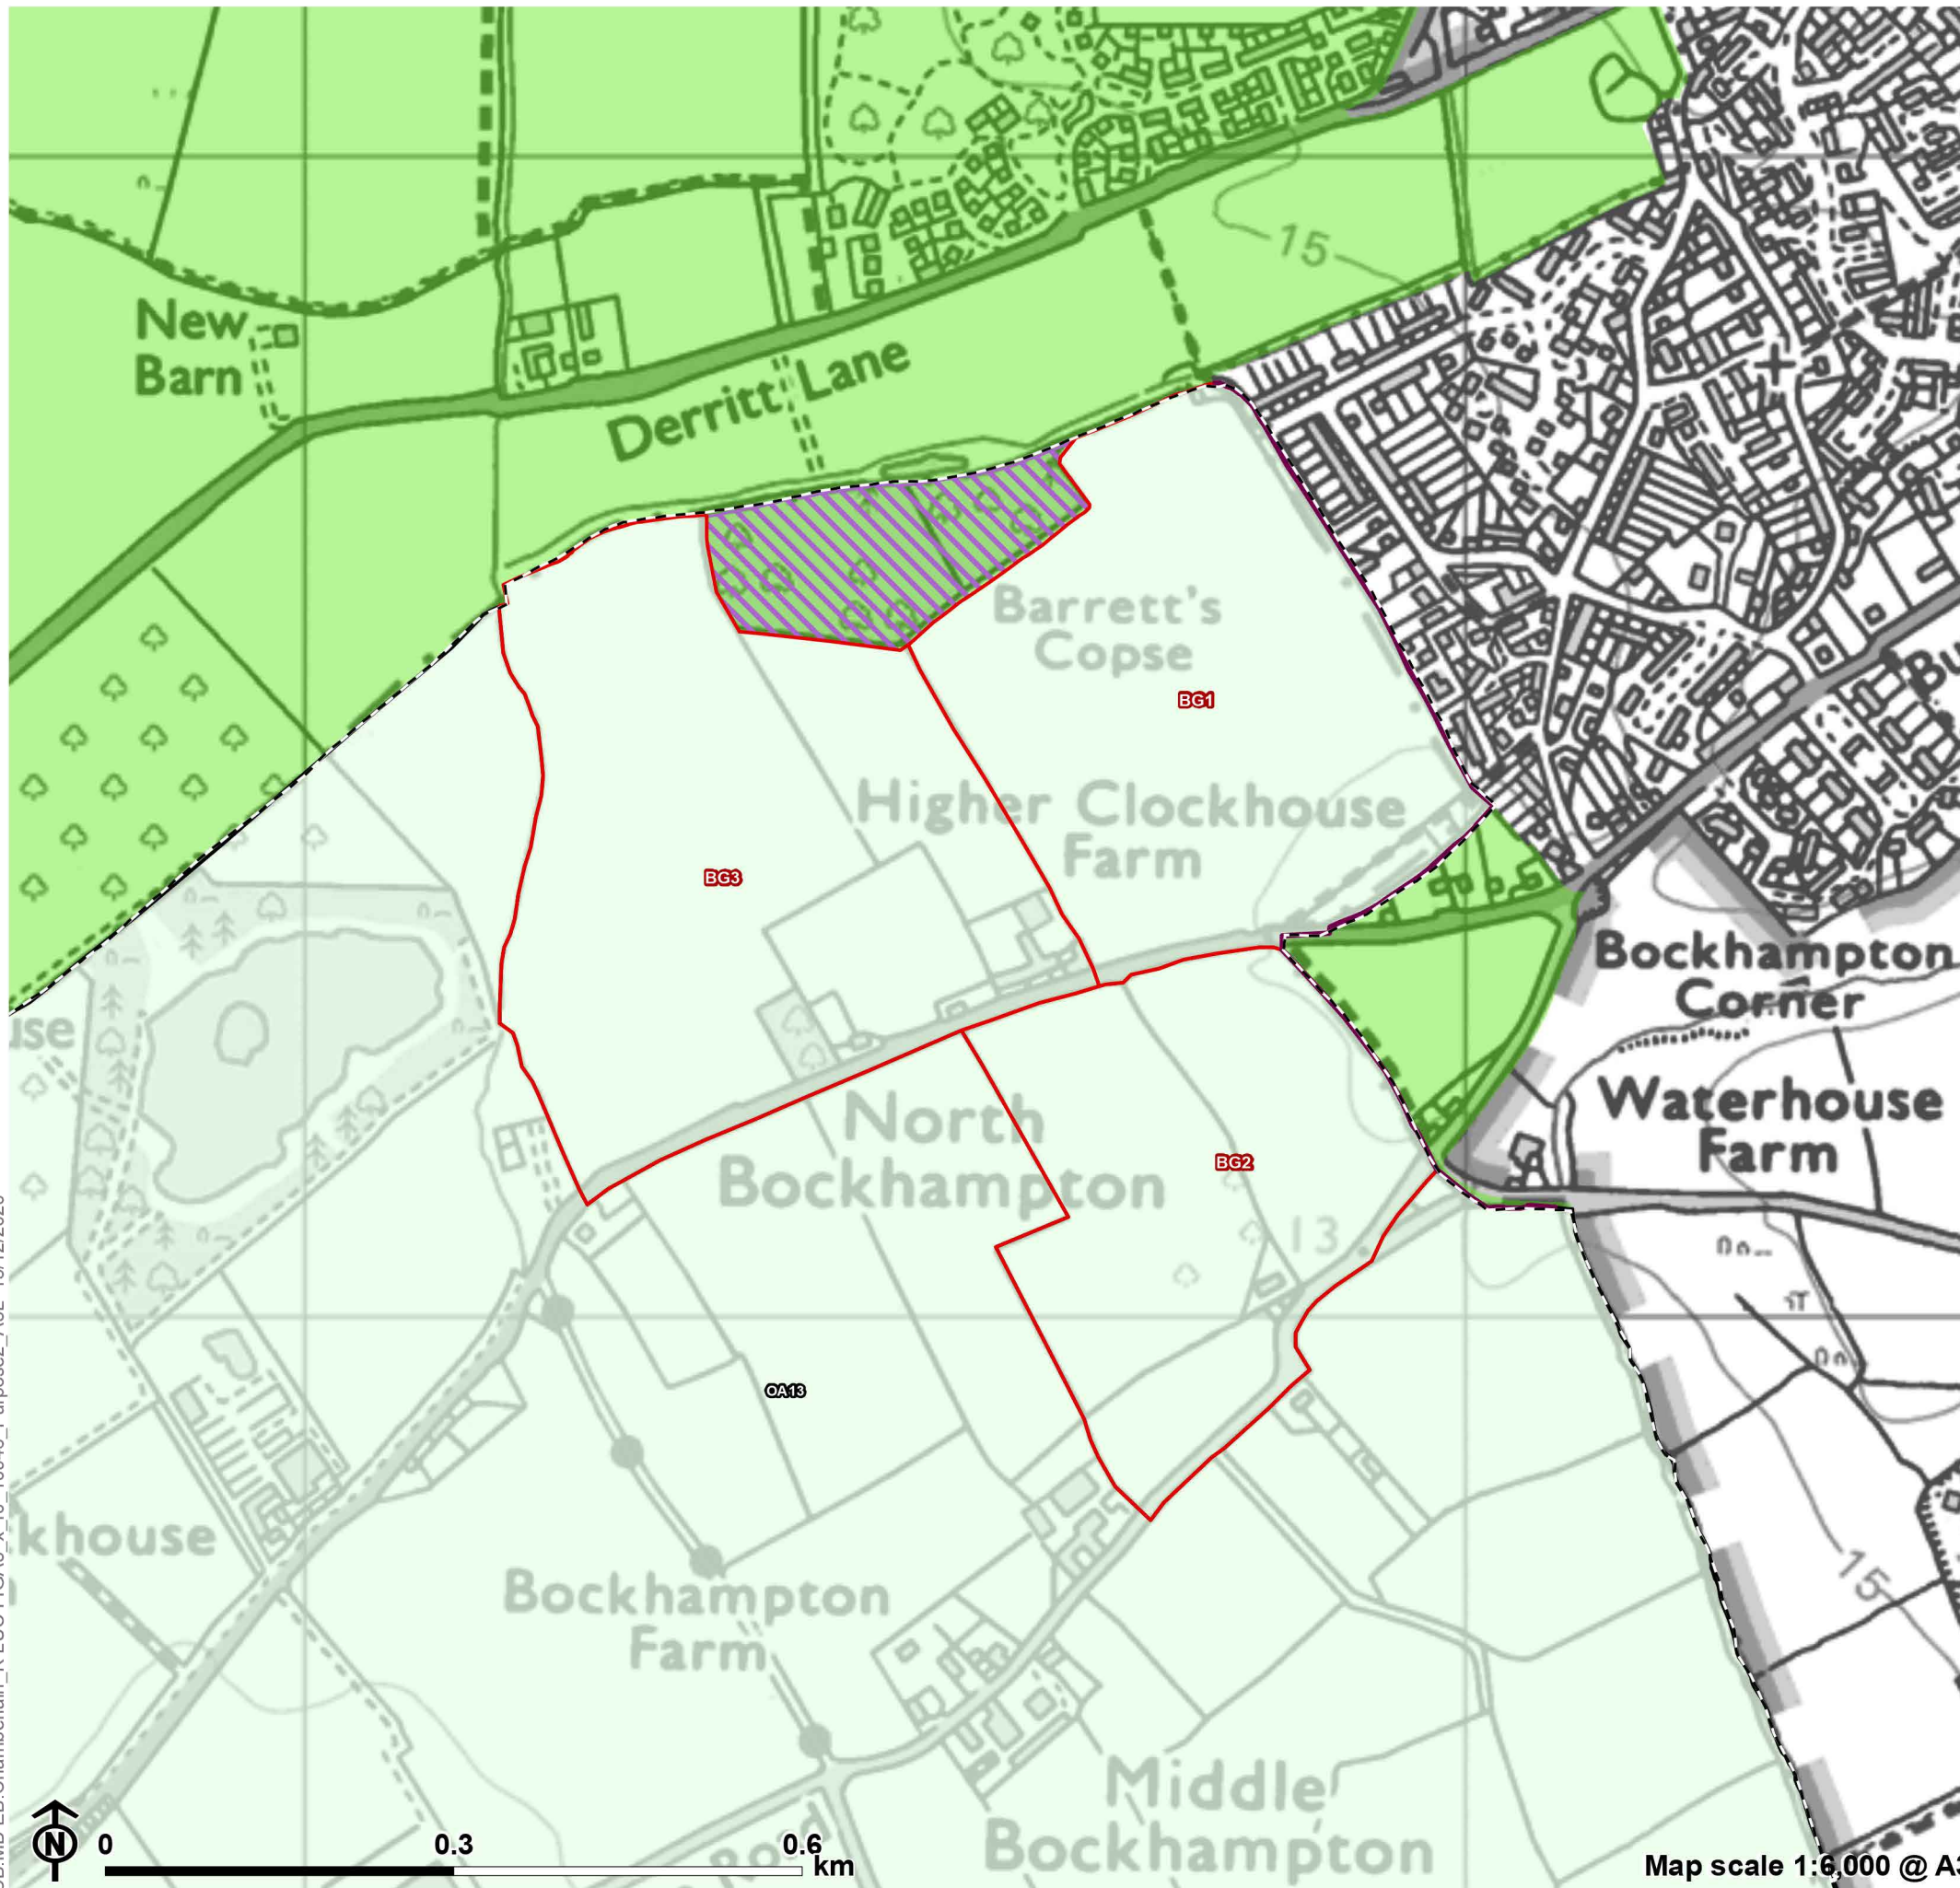 15
New
Barn
Derritt Lane
Barrett's
Copse
BG1
Higher Clockhouse
Farm
BG3
Bockhampton
Corner
Waterhouse
Farm
North
Bockhampton
BG2
13
OA13
khouse
Bockhampton
Farm
15
Middle
Bockhampton
Road
N
0 0.3 0.6
km
Map scale 1:6,000 @ A3